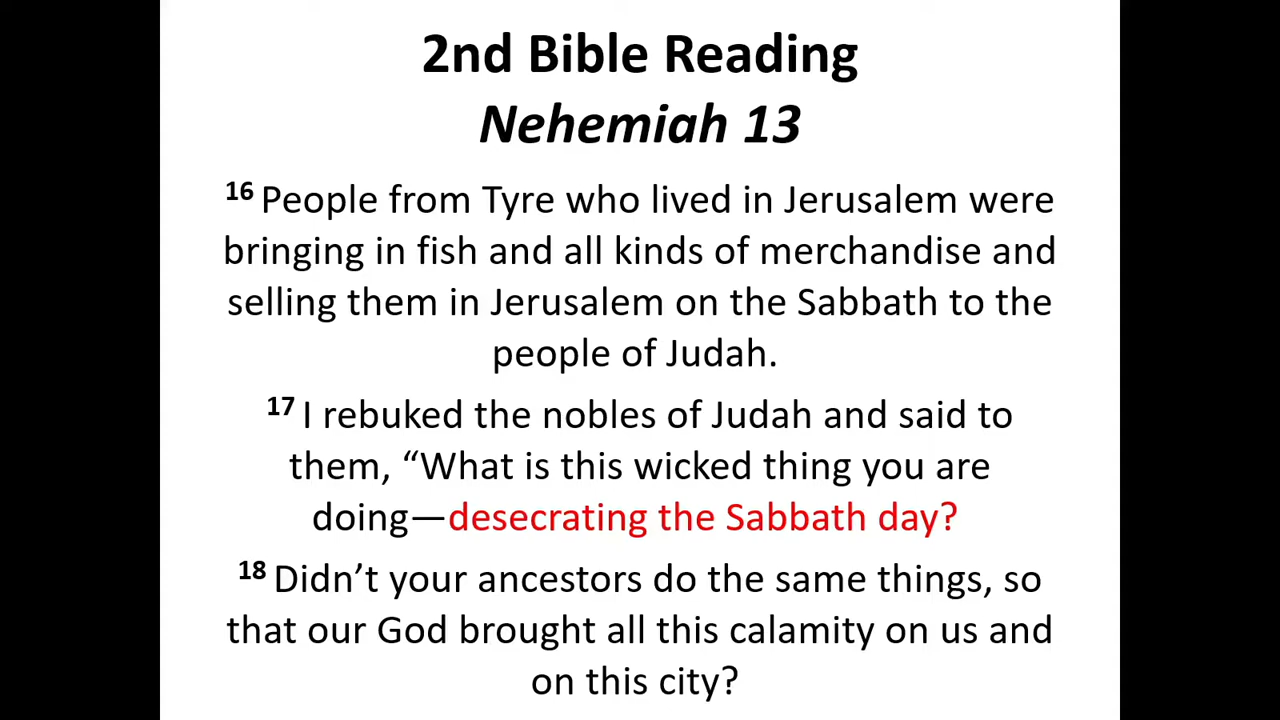 2nd Bible Reading
Nehemiah 13
16 People from Tyre who lived in Jerusalem were
bringing in fish and all kinds of merchandise and
selling them in Jerusalem on the Sabbath to the
people of Judah.
17 I rebuked the nobles of Judah and said to
them, “What is this wicked thing you are
doing—desecrating the Sabbath day?
18 Didn’t your ancestors do the same things, so
that our God brought all this calamity on us and
on this city?